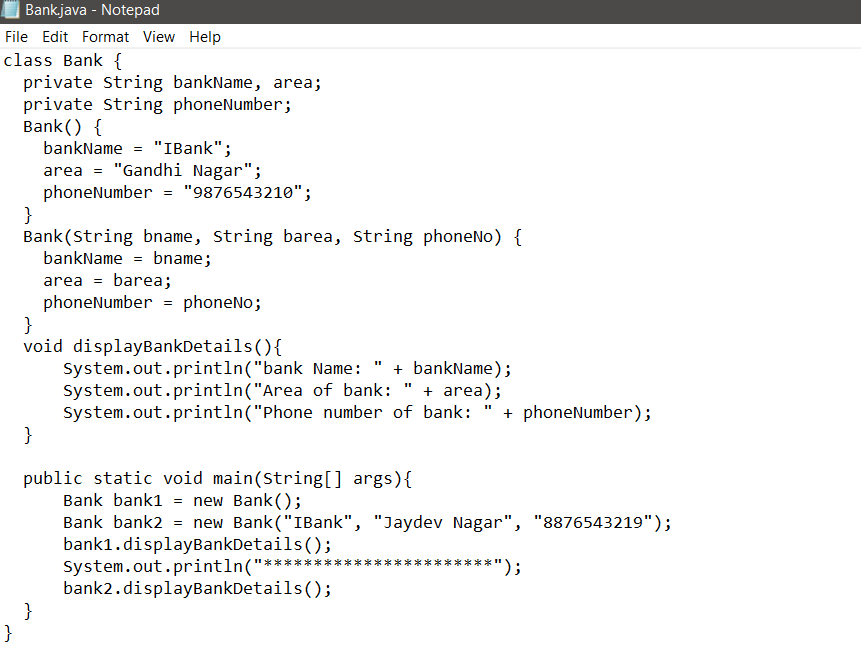 Bank.java - Notepad
File Edit Format View Help
class Bank {
  private String bankName, area;
  private String phoneNumber;
  Bank() {
    bankName = "IBank";
    area = "Gandhi Nagar";
    phoneNumber = "9876543210";
  }
  Bank(String bname, String barea, String phoneNo) {
    bankName = bname;
    area = barea;
    phoneNumber = phoneNo;
  }
  void displayBankDetails(){
      System.out.println("bank Name: " + bankName);
      System.out.println("Area of bank: " + area);
      System.out.println("Phone number of bank: " + phoneNumber);
  }

  public static void main(String[] args){
      Bank bank1 = new Bank();
      Bank bank2 = new Bank("IBank", "Jaydev Nagar", "8876543219");
      bank1.displayBankDetails();
      System.out.println("***********************");
      bank2.displayBankDetails();
  }
}